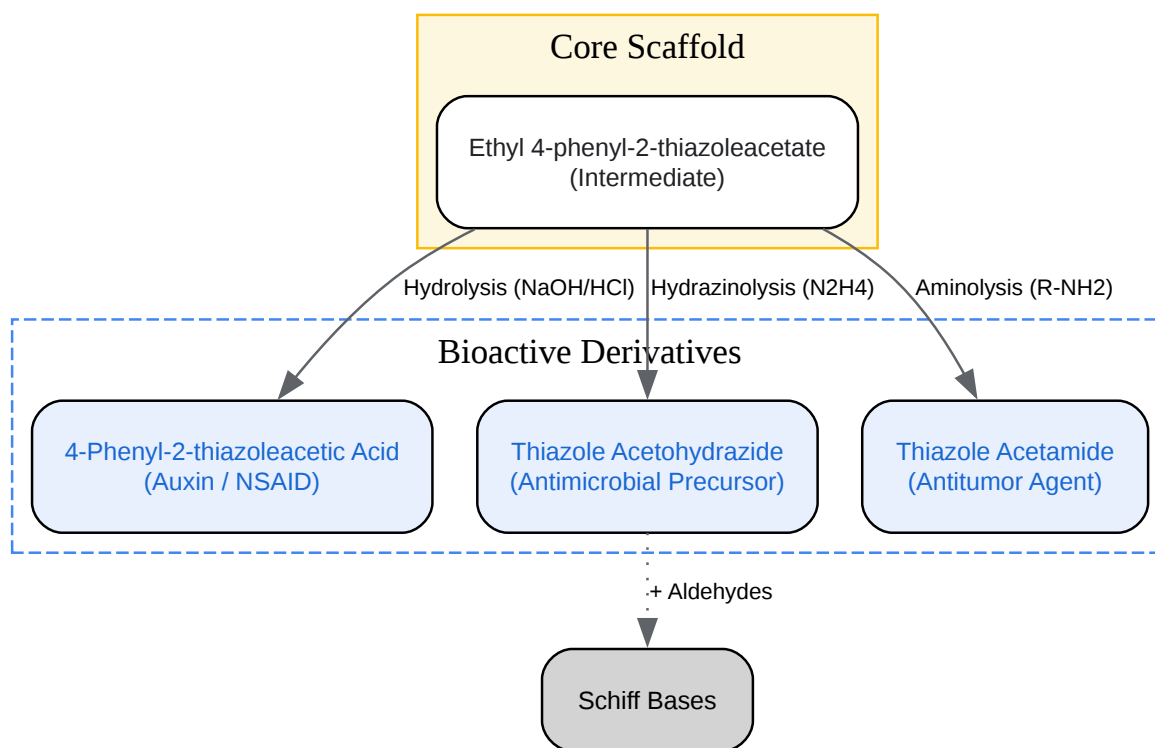 Core Scaffold
Ethyl 4-phenyl-2-thiazoleacetate
(Intermediate)
Hydrolysis (NaOH/HCl)
Hydrazinolysis (N2H4)
Aminolysis (R-NH2)
Bioactive Derivatives
4-Phenyl-2-thiazoleacetic Acid
(Auxin / NSAID)
Thiazole Acetohydrazide
(Antimicrobial Precursor)
Thiazole Acetamide
(Antitumor Agent)
+ Aldehydes
Schiff Bases